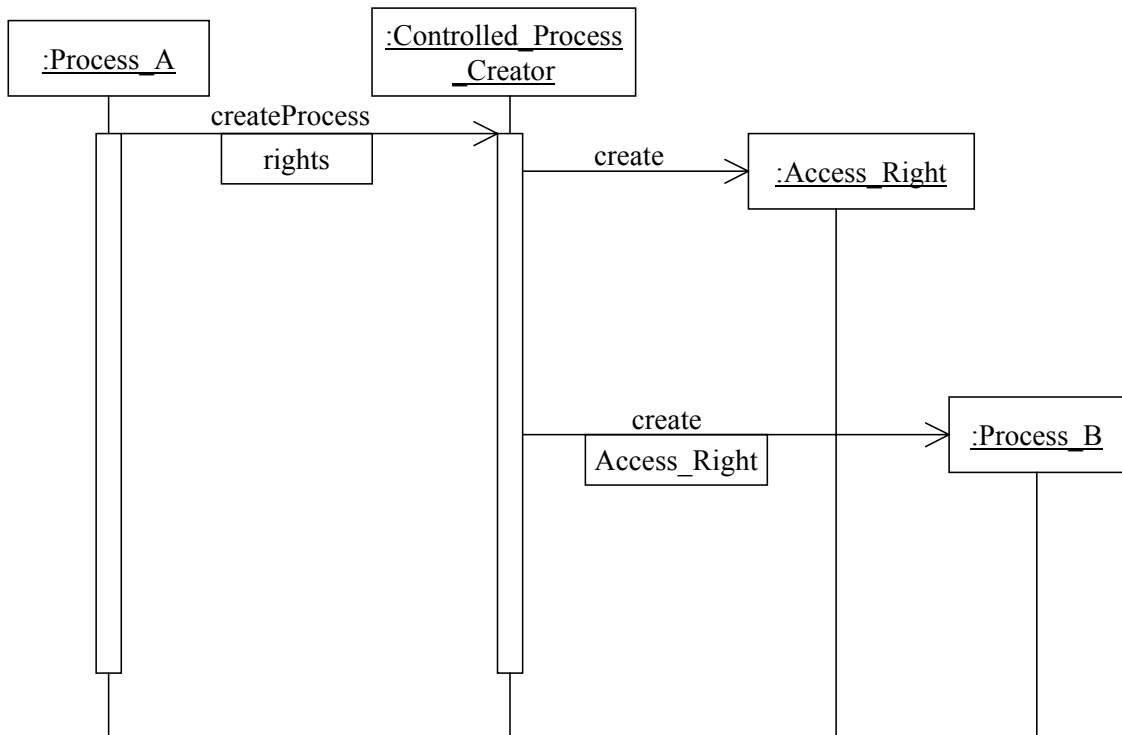 :Process_A
:Controlled_Process
_Creator
createProcess
rights
create
:Access_Right
create
Access_Right
:Process_B